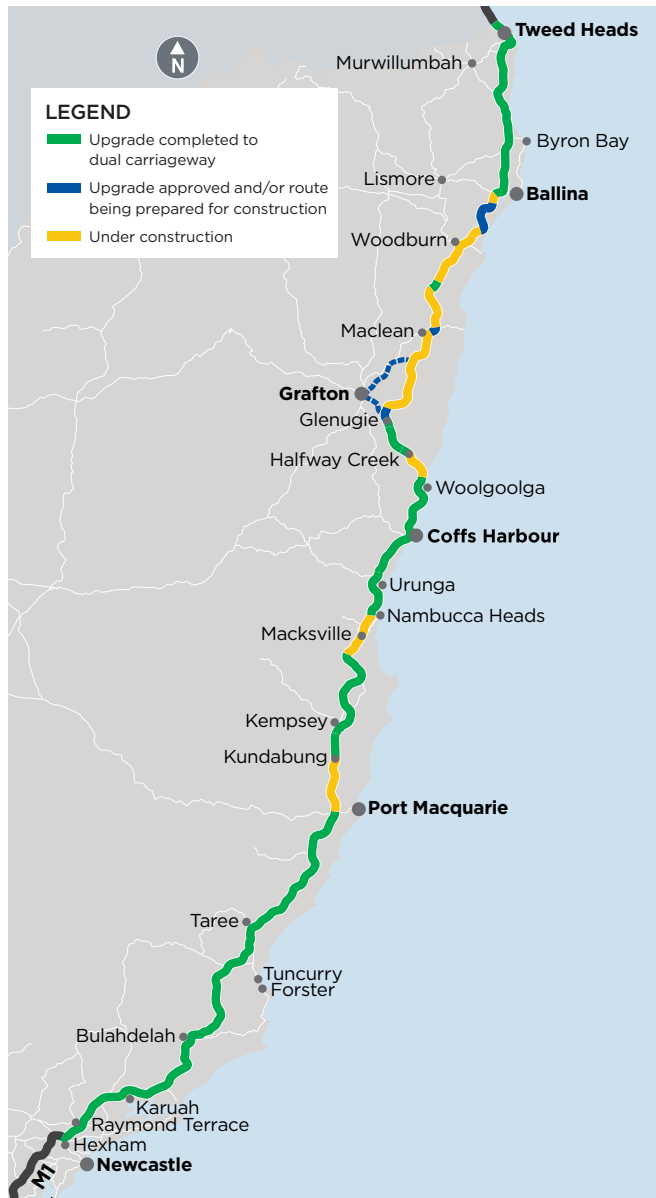 Tweed Heads
Murwillumbah
N
LEGEND
Upgrade completed to
dual carriageway
Upgrade approved and/or route
being prepared for construction
Under construction
Byron Bay
Lismore
Ballina
Woodburn
Maclean
Grafton
Glenugie
Halfway Creek
Woolgoolga
Coffs Harbour
Urunga
Nambucca Heads
Macksville
Kempsey
Kundabung
Port Macquarie
Taree
Tuncurry
Forster
Bulahdelah
Karuah
Raymond Terrace
Hexham
M1
Newcastle